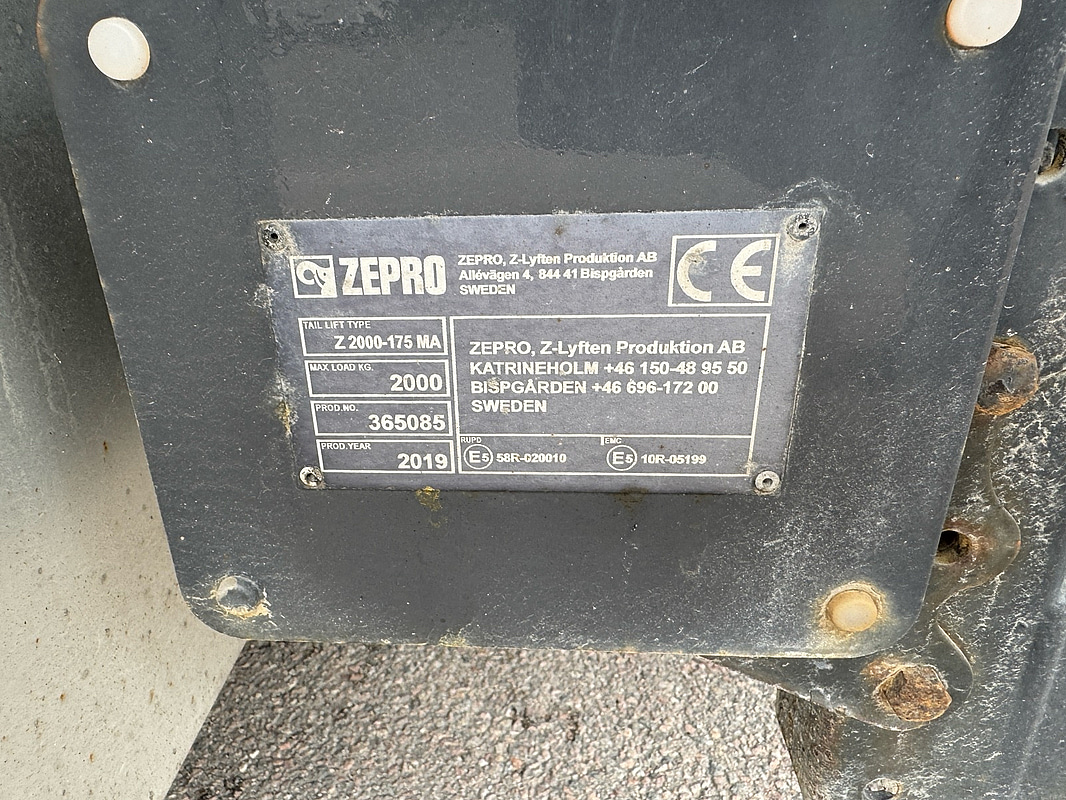 ZEPRO
ZEPRO, Z-Lyften Produktion AB
Allévägen 4, 844 41 Bispgården
SWEDEN
CE
TAIL LIFT TYPE
Z 2000-175 MA
MAX LOAD KG.
2000
PROD.NO.
365085
PROD.YEAR
2019
ZEPRO, Z-Lyften Produktion AB
KATRINEHOLM +46 150-48 95 50
BISPGÅRDEN +46 696-172 00
SWEDEN
RUPD
E5 58R-020010
EMC
E5 10R-05199